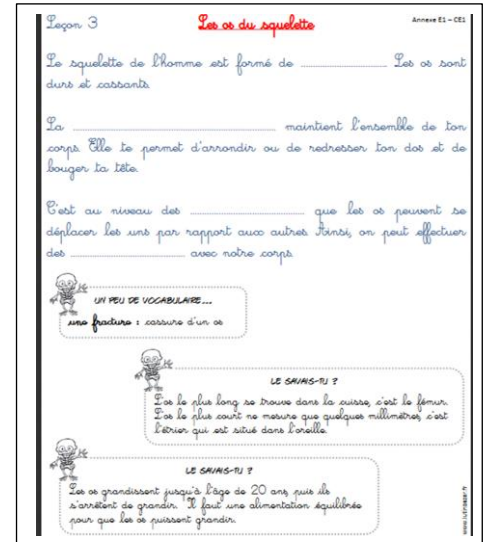 Leçon 3 Les os du squelette Annexe E1 – CE1
Le squelette de l'homme est formé de .................... Les os sont
durs et cassants.
La .................................................. maintient l'ensemble de ton
corps. Elle te permet d'arrondir ou de redresser ton dos et de
bouger ta tête.
C'est au niveau des ............................ que les os peuvent se
déplacer les uns par rapport aux autres. Ainsi, on peut effectuer
des ............................ avec notre corps.
UN PEU DE VOCABULAIRE...
une fracture : cassure d'un os
LE SAVAIS-TU ?
L'os le plus long se trouve dans la cuisse, c'est le fémur.
L'os le plus court ne mesure que quelques millimètres, c'est
l'étrier qui est situé dans l'oreille.
LE SAVAIS-TU ?
Les os grandissent jusqu'à l'âge de 20 ans, puis ils
s'arrêtent de grandir. Il faut une alimentation équilibrée
pour que les os puissent grandir.
www.lutinbazar.fr